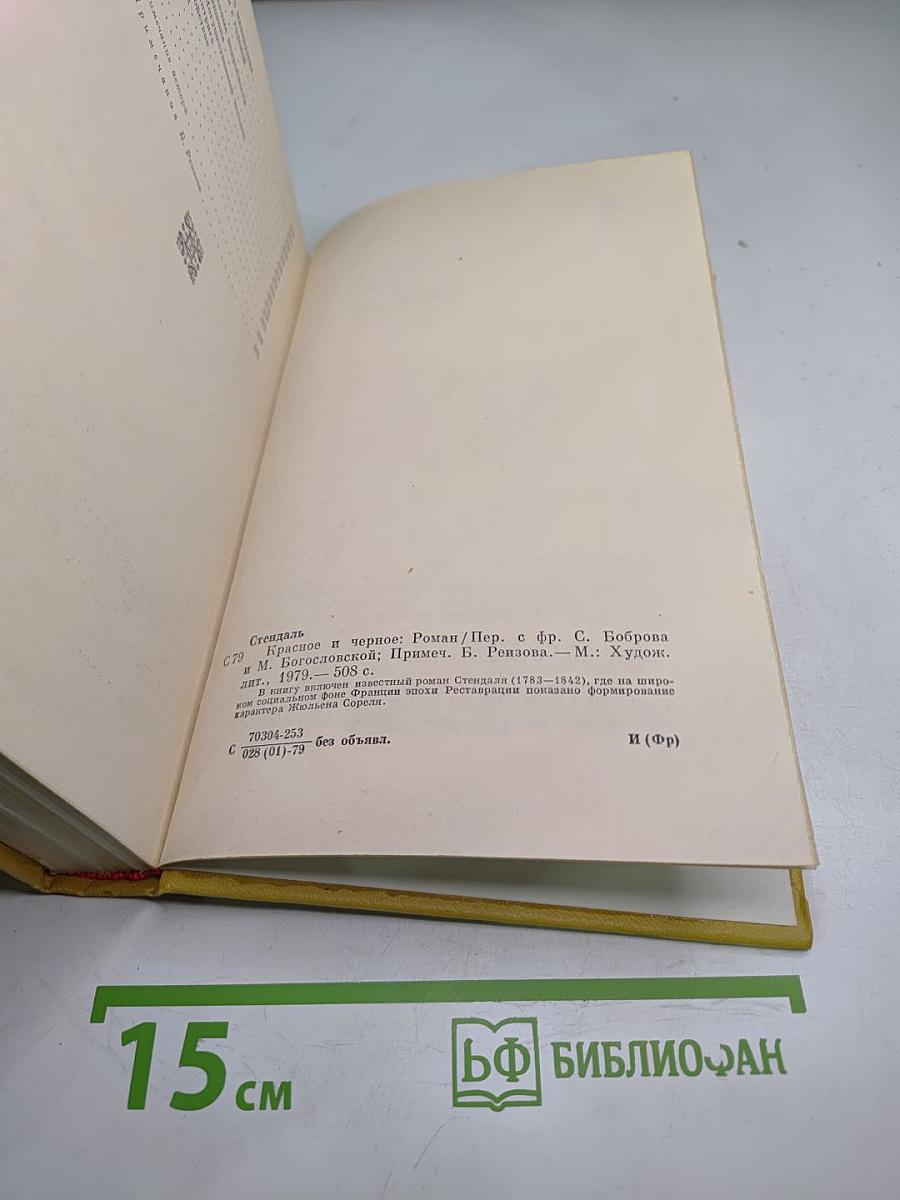 Стендаль
С79 Красное и черное: Роман/Пер. с фр. С. Боброва
и М. Богословской; Примеч. Б. Реизова.—М.: Худож.
лит., 1979.— 508 с.
В книгу включен известный роман Стендаля (1783—1842), где на широ-
ком социальном фоне Франции эпохи Реставрации показано формирование
характера Жюльена Сореля.
70304-253
С без объявл. И (Фр)
028 (01)-79
15 см
БФ БИБЛИОФАН